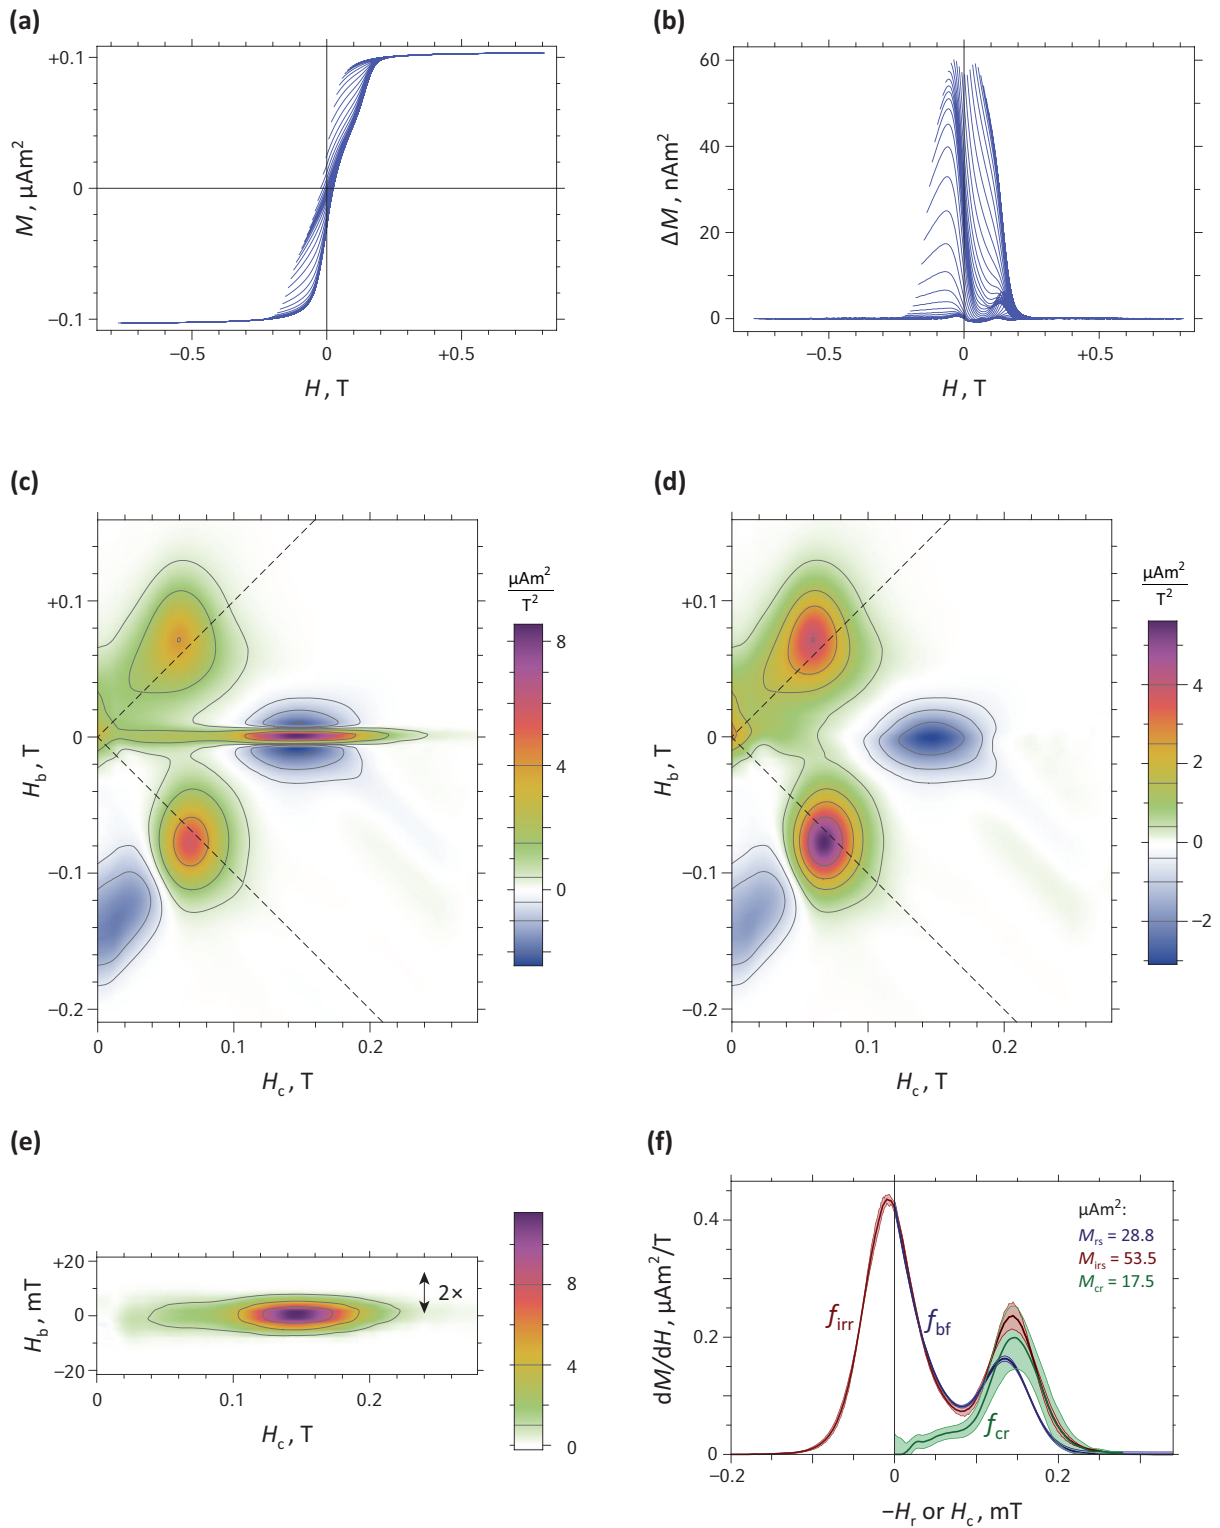 (a)
+0.1
0
−0.1
M, µAm²
−0.5
0
+0.5
H, T
(b)
60
40
20
0
ΔM, nAm²
−0.5
0
+0.5
H, T
(c)
+0.1
0
−0.1
−0.2
H_b, T
0
0.1
0.2
H_c, T
µAm²
T²
8
4
0
(d)
+0.1
0
−0.1
−0.2
H_b, T
0
0.1
0.2
H_c, T
µAm²
T²
4
2
0
−2
(e)
+20
0
−20
H_b, mT
2×
0
0.1
0.2
H_c, T
8
4
0
(f)
0.4
0.2
0
dM/dH, µAm²/T
µAm²:
M_rs = 28.8
M_irs = 53.5
M_cr = 17.5
f_irr
f_bf
f_cr
−0.2
0
0.2
−H_r or H_c, mT